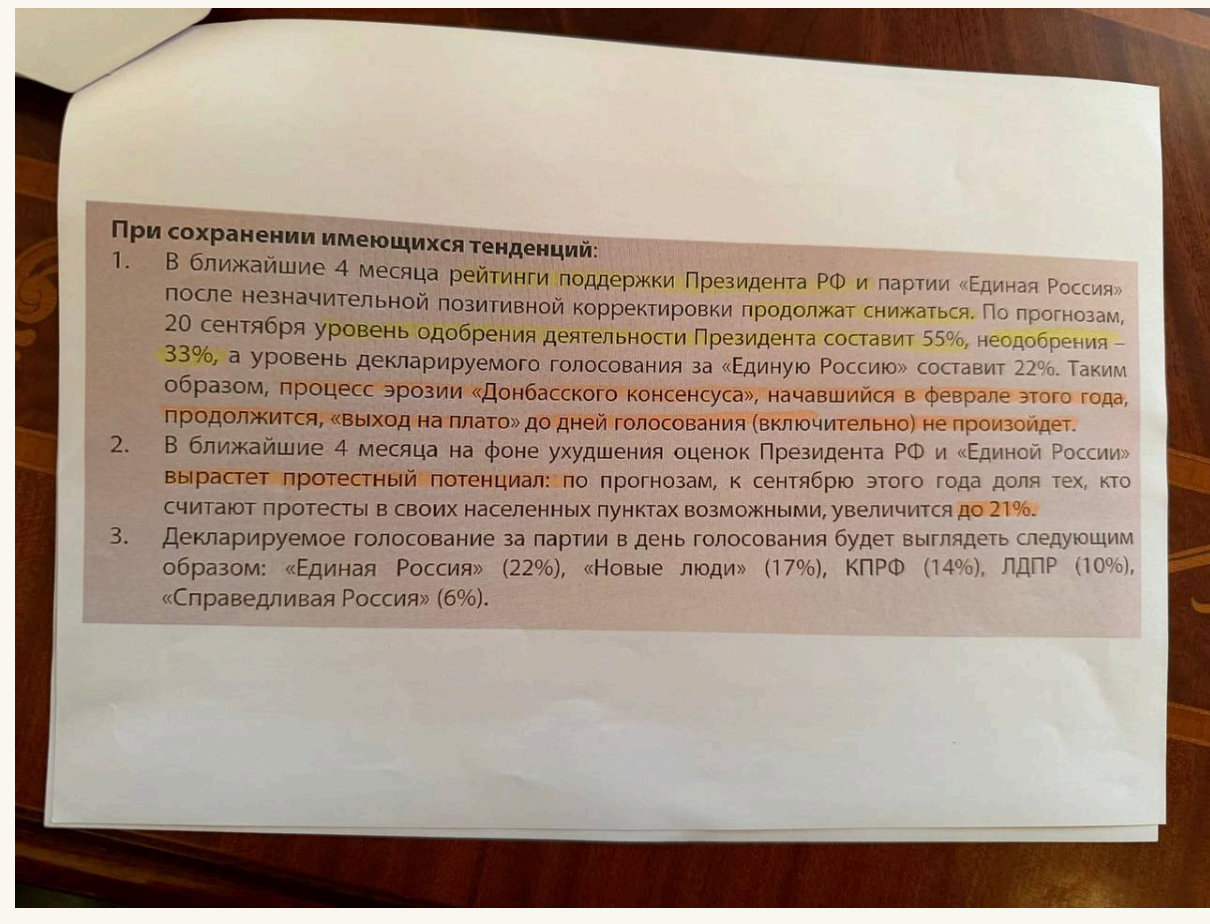 При сохранении имеющихся тенденций:
1. В ближайшие 4 месяца рейтинги поддержки Президента РФ и партии «Единая Россия»
после незначительной позитивной корректировки продолжат снижаться. По прогнозам,
20 сентября уровень одобрения деятельности Президента составит 55%, неодобрения –
33%, а уровень декларируемого голосования за «Единую Россию» составит 22%. Таким
образом, процесс эрозии «Донбасского консенсуса», начавшийся в феврале этого года,
продолжится, «выход на плато» до дней голосования (включительно) не произойдет.
2. В ближайшие 4 месяца на фоне ухудшения оценок Президента РФ и «Единой России»
вырастет протестный потенциал: по прогнозам, к сентябрю этого года доля тех, кто
считают протесты в своих населенных пунктах возможными, увеличится до 21%.
3. Декларируемое голосование за партии в день голосования будет выглядеть следующим
образом: «Единая Россия» (22%), «Новые люди» (17%), КПРФ (14%), ЛДПР (10%),
«Справедливая Россия» (6%).